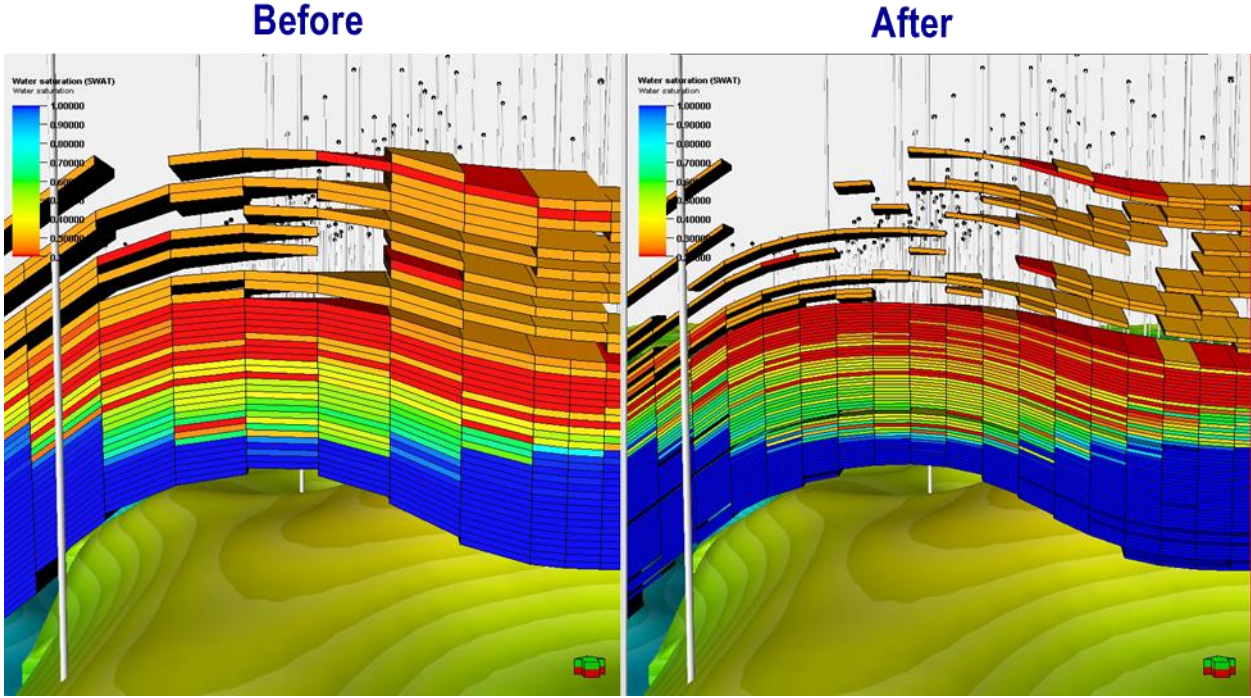 Before
After
Water saturation (SWAT)
Water saturation
1.00000
0.90000
0.80000
0.70000
0.40000
Water saturation (SWAT)
Water saturation
1.00000
0.90000
0.80000
0.70000
0.40000